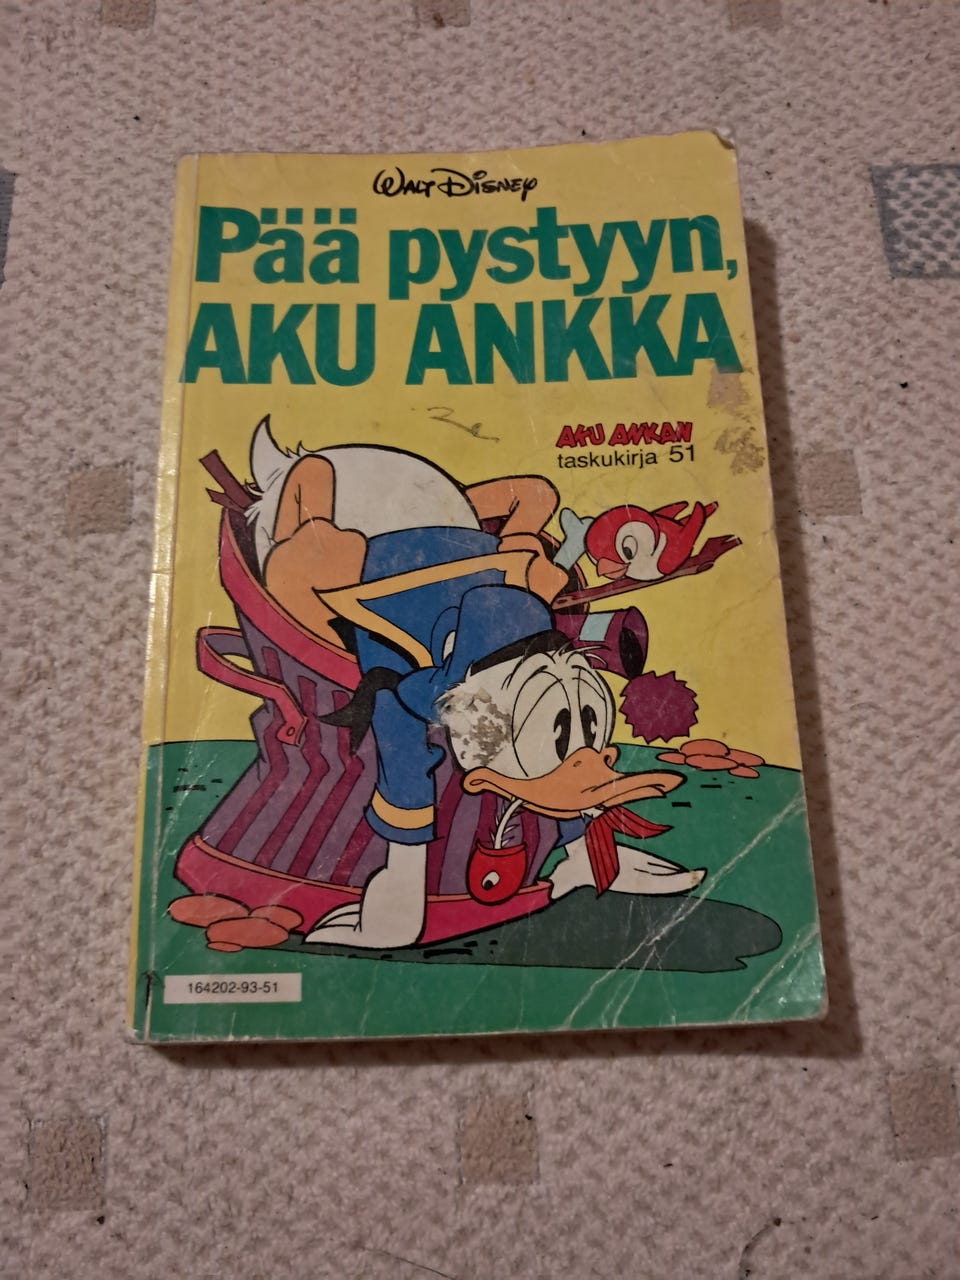 WALT DISNEY
Pää pystyyn,
AKU ANKKA
AKU ANKAN
taskukirja 51
164202-93-51